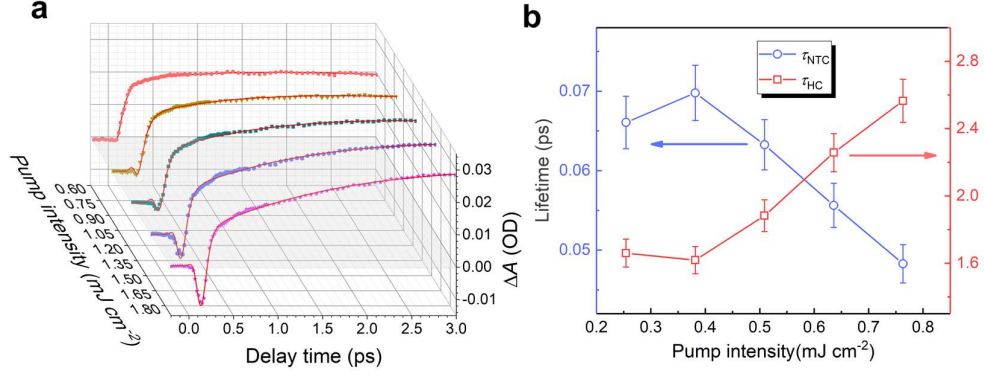 a
Pump intensity (mJ cm-2)
0.60
0.75
0.90
1.05
1.20
1.35
1.50
1.65
1.80
0.03
0.02
0.01
0.00
-0.01
ΔA (OD)
0.0 0.5 1.0 1.5 2.0 2.5 3.0
Delay time (ps)
b
τNTC
τHC
Lifetime (ps)
0.07
0.06
0.05
2.8
2.4
2.0
1.6
0.2 0.3 0.4 0.5 0.6 0.7 0.8
Pump intensity(mJ cm-2)